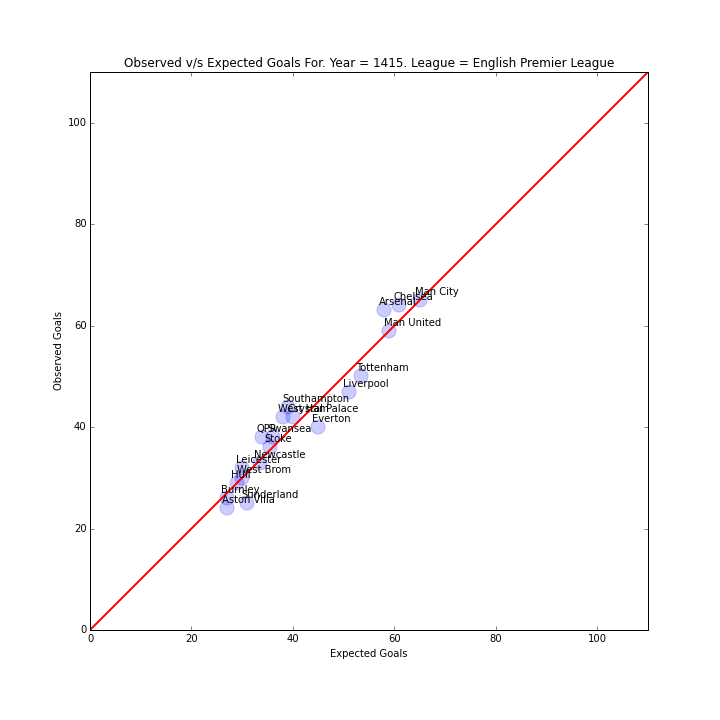 Observed v/s Expected Goals For. Year = 1415. League = English Premier League
100
80
60
40
20
0
Observed Goals
Man City
Chelsea
Arsenal
Man United
Tottenham
Liverpool
Southampton
West Ham
Crystal Palace
Everton
QPR
Swansea
Stoke
Newcastle
Leicester
West Brom
Hull
Burnley
Sunderland
Aston Villa
0
20
40
60
80
100
Expected Goals